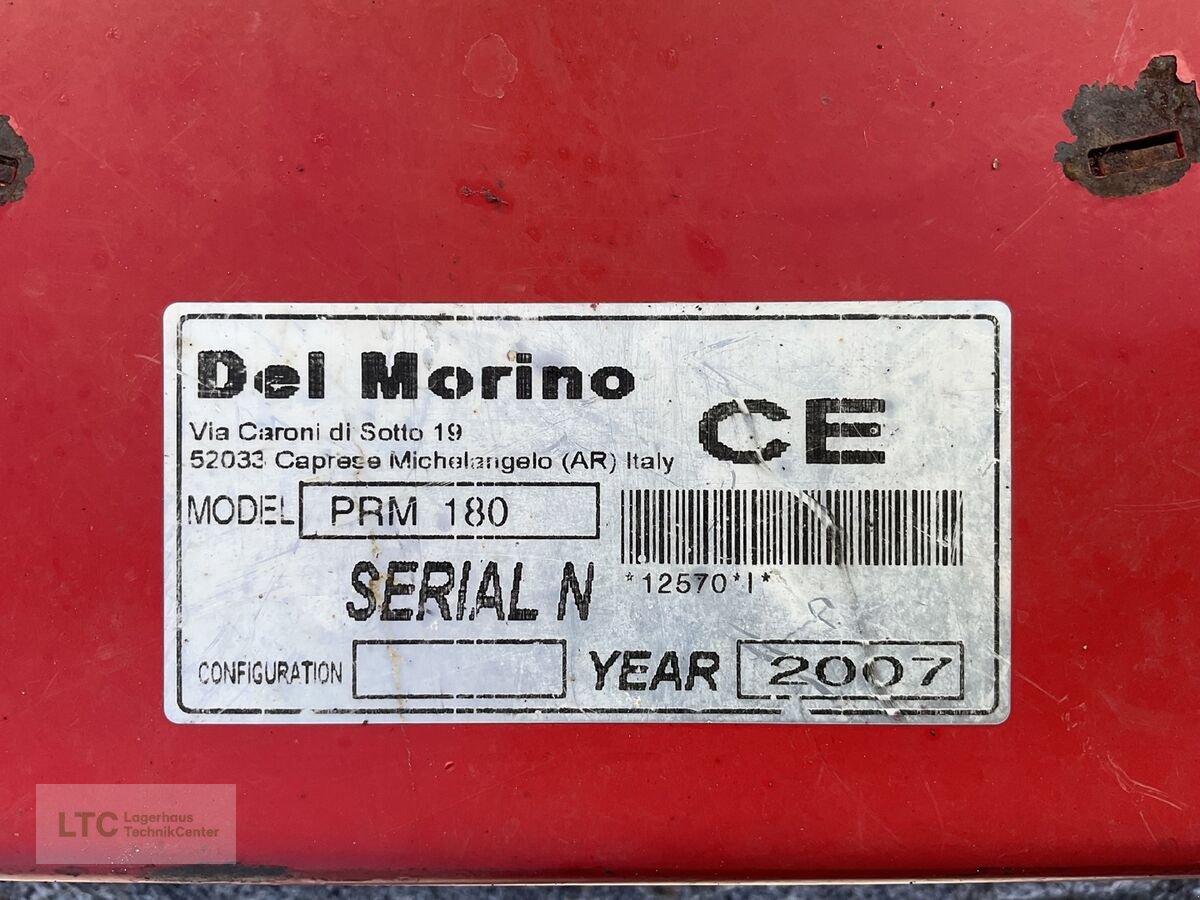 Del Morino
Via Caroni di Sotto 19
52033 Caprese Michelangelo (AR) Italy
CE
MODEL PRM 180
*12570*I*
SERIAL N
CONFIGURATION
YEAR 2007
LTC Lagerhaus
TechnikCenter